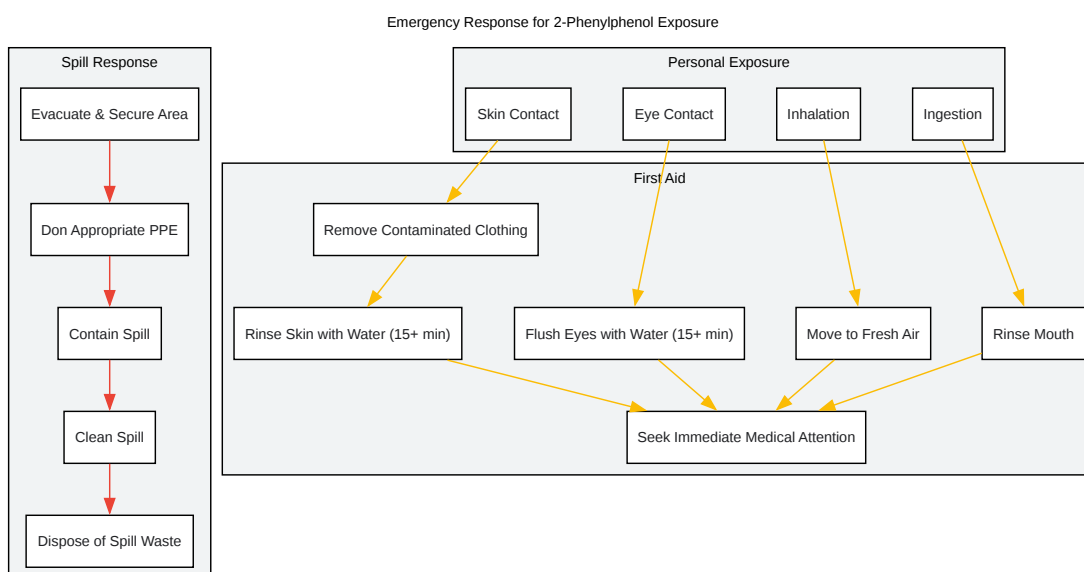 Emergency Response for 2-Phenylphenol Exposure
Spill Response
Evacuate & Secure Area
Don Appropriate PPE
Contain Spill
Clean Spill
Dispose of Spill Waste
Personal Exposure
Skin Contact
Eye Contact
Inhalation
Ingestion
First Aid
Remove Contaminated Clothing
Rinse Skin with Water (15+ min)
Flush Eyes with Water (15+ min)
Move to Fresh Air
Rinse Mouth
Seek Immediate Medical Attention